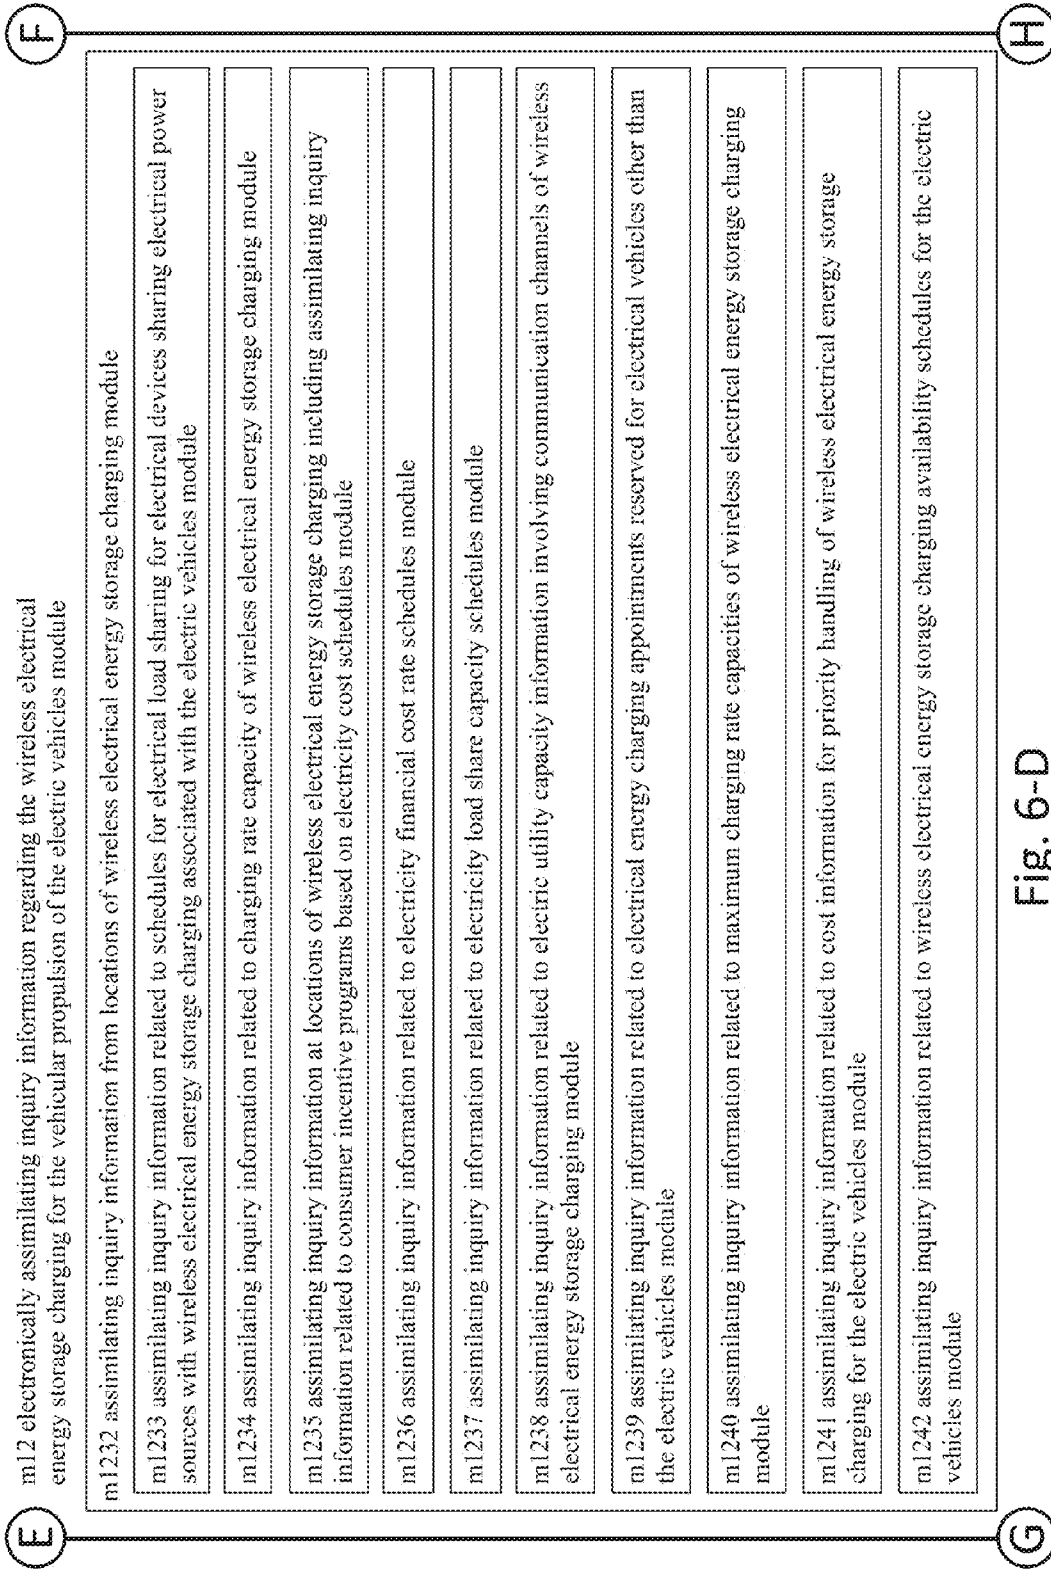 E
F
m12 electronically assimilating inquiry information regarding the wireless electrical
energy storage charging for the vehicular propulsion of the electric vehicles module
m1232 assimilating inquiry information from locations of wireless electrical energy storage charging module
m1233 assimilating inquiry information related to schedules for electrical load sharing for electrical devices sharing electrical power
sources with wireless electrical energy storage charging associated with the electric vehicles module
m1234 assimilating inquiry information related to charging rate capacity of wireless electrical energy storage charging module
m1235 assimilating inquiry information at locations of wireless electrical energy storage charging including assimilating inquiry
information related to consumer incentive programs based on electricity cost schedules module
m1236 assimilating inquiry information related to electricity financial cost rate schedules module
m1237 assimilating inquiry information related to electricity load share capacity schedules module
m1238 assimilating inquiry information related to electric utility capacity information involving communication channels of wireless
electrical energy storage charging module
m1239 assimilating inquiry information related to electrical energy charging appointments reserved for electrical vehicles other than
the electric vehicles module
m1240 assimilating inquiry information related to maximum charging rate capacities of wireless electrical energy storage charging
module
m1241 assimilating inquiry information related to cost information for priority handling of wireless electrical energy storage
charging for the electric vehicles module
m1242 assimilating inquiry information related to wireless electrical energy storage charging availability schedules for the electric
vehicles module
G
H
Fig. 6-D